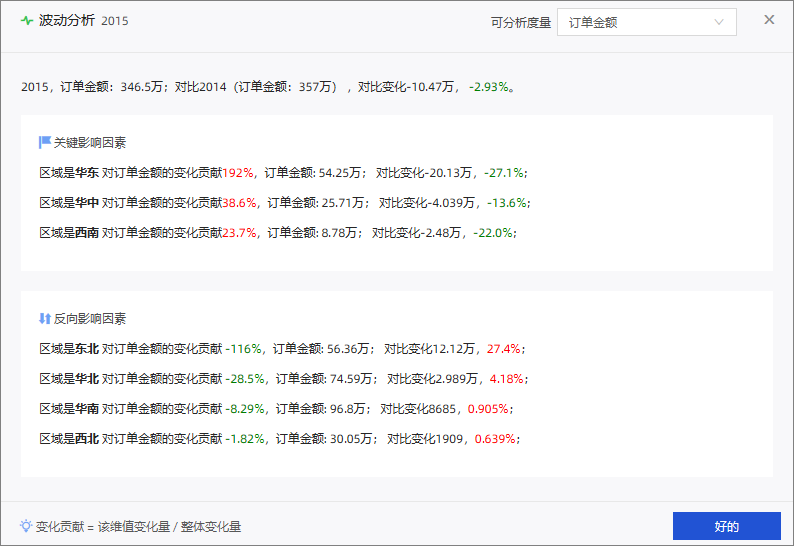 波动分析 2015
可分析度量 订单金额
2015，订单金额：346.5万；对比2014（订单金额：357万），对比变化-10.47万， -2.93%。
关键影响因素
区域是华东 对订单金额的变化贡献192%，订单金额: 54.25万； 对比变化-20.13万，-27.1%;
区域是华中 对订单金额的变化贡献38.6%，订单金额: 25.71万； 对比变化-4.039万，-13.6%;
区域是西南 对订单金额的变化贡献23.7%，订单金额: 8.78万； 对比变化-2.48万，-22.0%;
反向影响因素
区域是东北 对订单金额的变化贡献 -116%，订单金额: 56.36万； 对比变化12.12万，27.4%;
区域是华北 对订单金额的变化贡献 -28.5%，订单金额: 74.59万； 对比变化2.989万，4.18%;
区域是华南 对订单金额的变化贡献 -8.29%，订单金额: 96.8万； 对比变化8685，0.905%;
区域是西北 对订单金额的变化贡献 -1.82%，订单金额: 30.05万； 对比变化1909，0.639%;
变化贡献 = 该维值变化量 / 整体变化量
好的